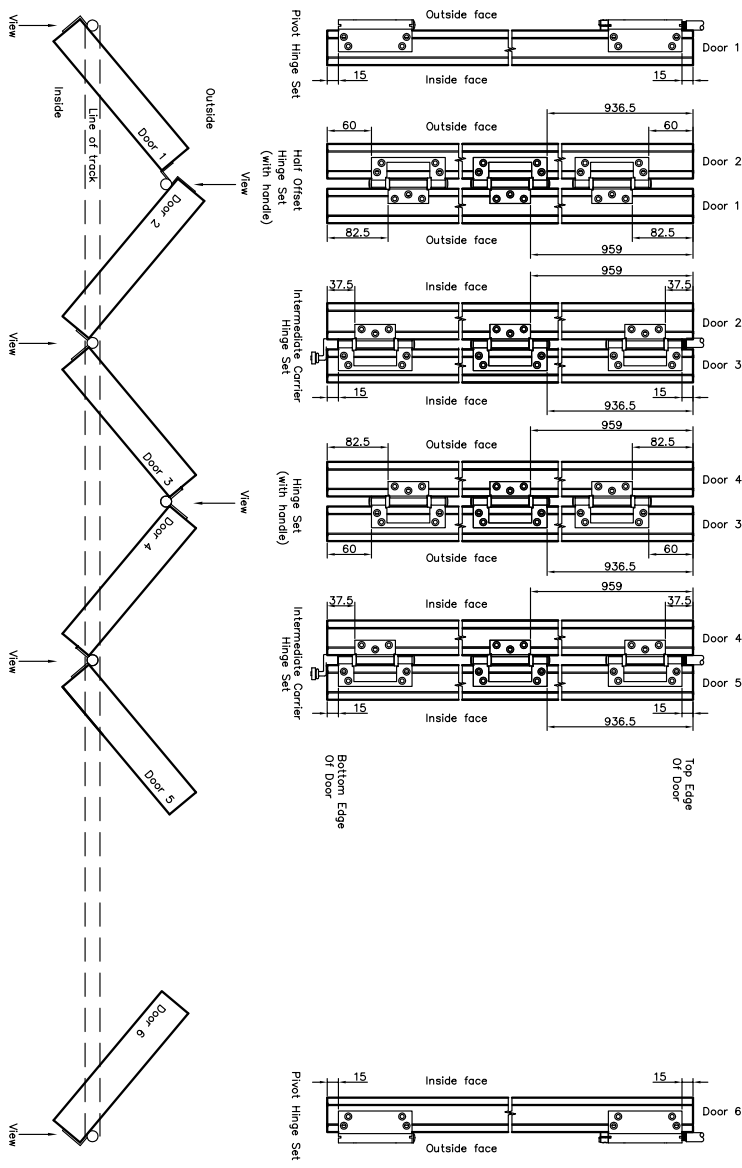 Outside face
Door 1
Inside face
15
15
Pivot Hinge Set
View
Inside
Line of track
Outside
Door 1
936.5
60
Outside face
60
Door 2
Door 1
Half Offset
Hinge Set
(with handle)
82.5
Outside face
82.5
959
View
Door 2
959
37.5
Inside face
37.5
Door 2
Door 3
Intermediate Carrier
Hinge Set
15
Inside face
15
936.5
View
Door 3
959
82.5
Outside face
82.5
Door 4
Door 3
Hinge Set
(with handle)
60
Outside face
60
936.5
View
Door 4
959
37.5
Inside face
37.5
Door 4
Door 5
Intermediate Carrier
Hinge Set
15
Inside face
15
936.5
View
Door 5
Bottom Edge
Of Door
Top Edge
Of Door
Door 6
15
Inside face
15
Door 6
Outside face
Pivot Hinge Set
View